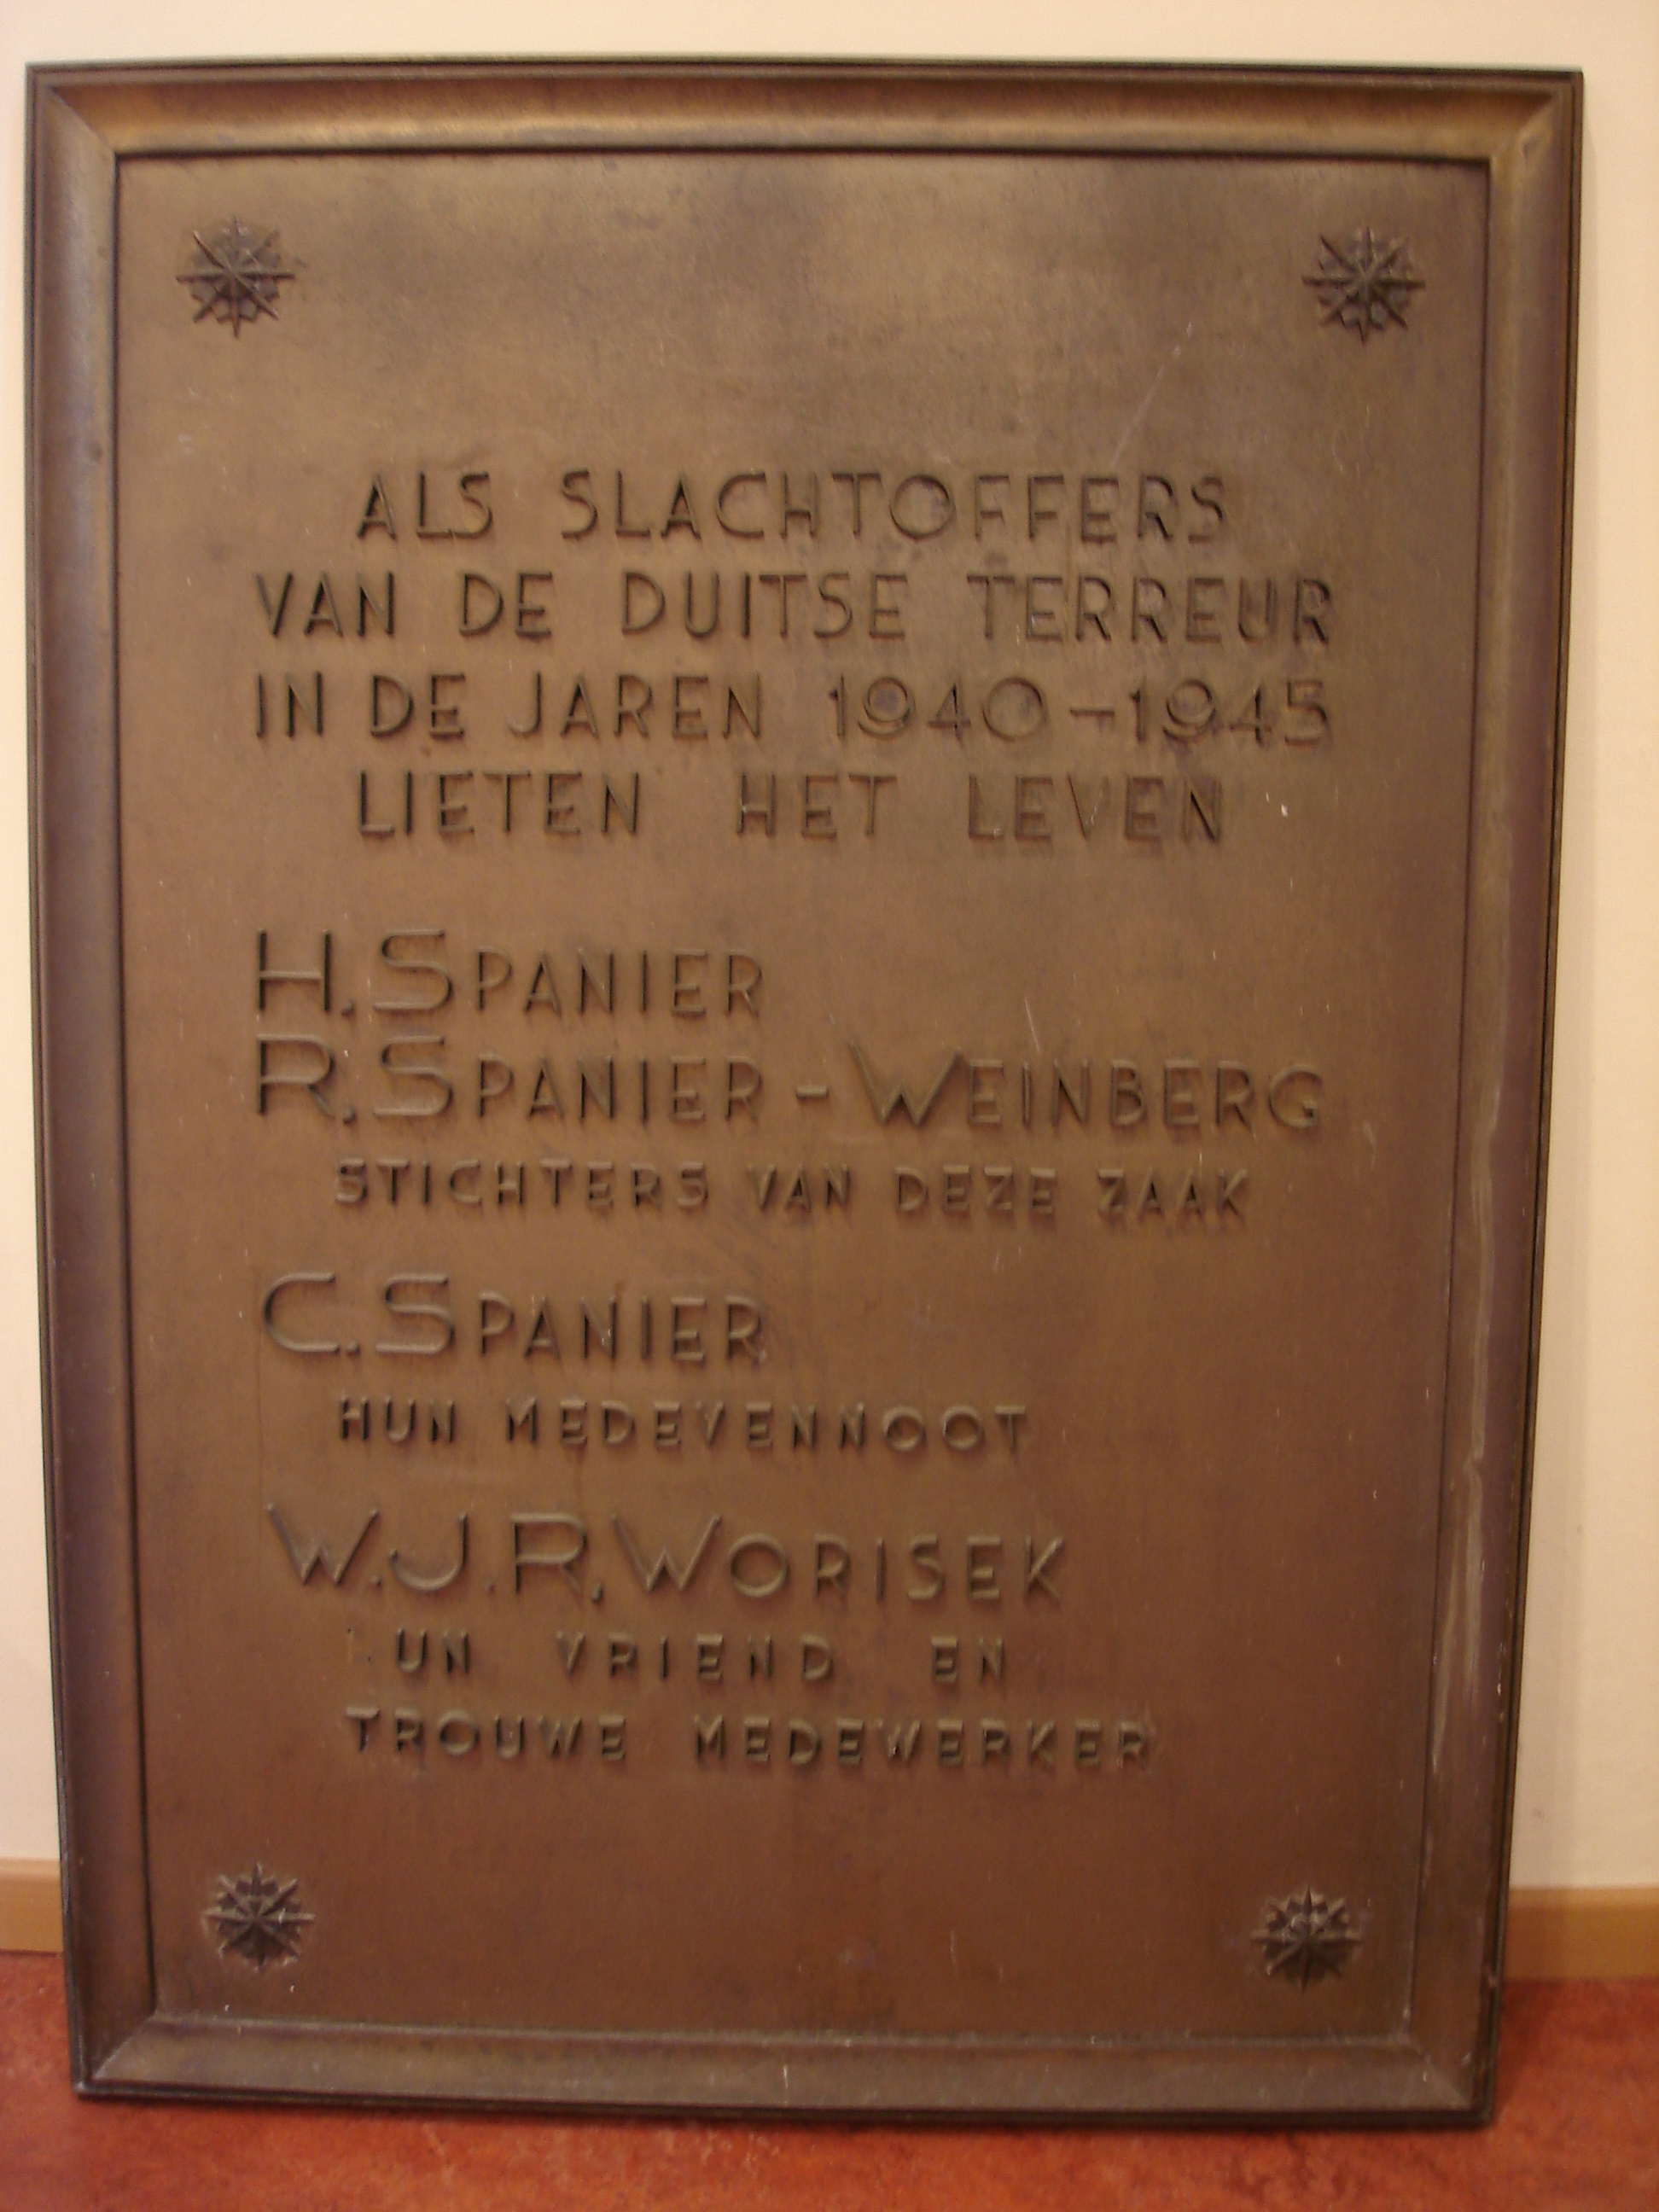 ALS SLACHTOFFERS
VAN DE DUITSE TERREUR
IN DE JAREN 1940-1945
LIETEN HET LEVEN
H. SPANIER
R. SPANIER - WEINBERG
STICHTERS VAN DEZE ZAAK
C. SPANIER
HUN MEDEVENNOOT
W.J.R. WORISEK
UN VRIEND EN
TROUWE MEDEWERKER